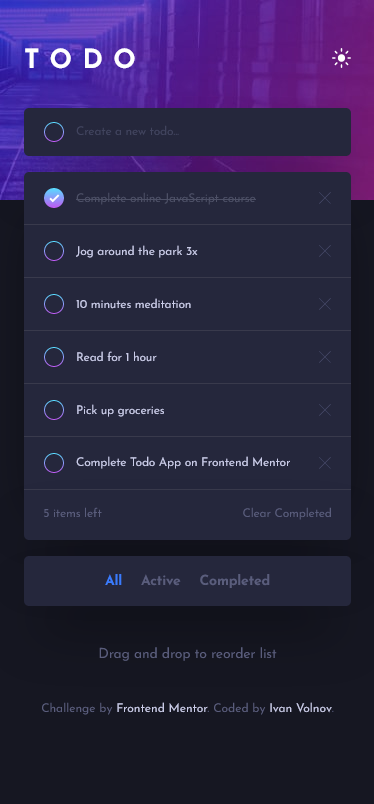 TODO
Create a new todo...
Complete online JavaScript course
Jog around the park 3x
10 minutes meditation
Read for 1 hour
Pick up groceries
Complete Todo App on Frontend Mentor
5 items left Clear Completed
All Active Completed
Drag and drop to reorder list
Challenge by Frontend Mentor. Coded by Ivan Volnov.